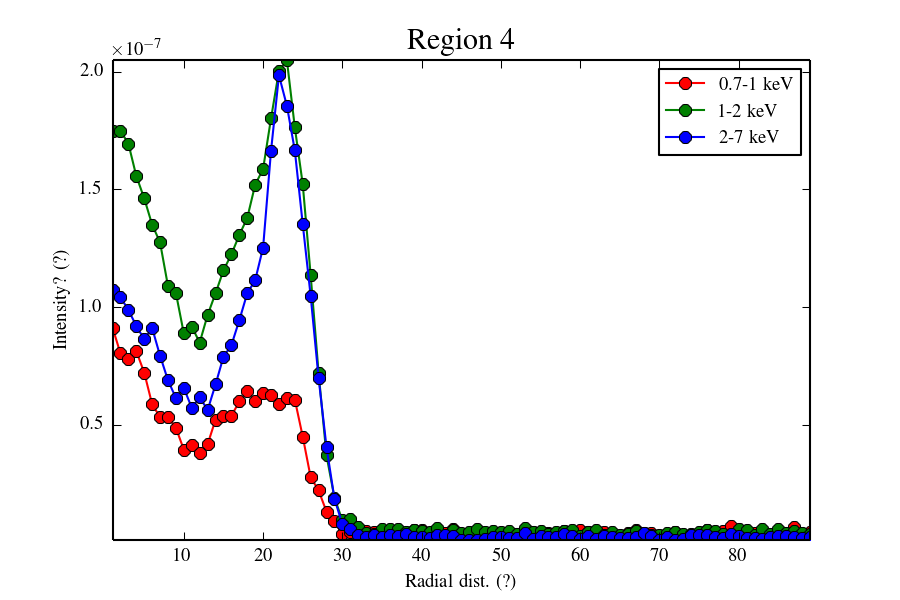 Region 4
×10⁻⁷
2.0
1.5
1.0
0.5
Intensity? (?)
0.7-1 keV
1-2 keV
2-7 keV
10 20 30 40 50 60 70 80
Radial dist. (?)